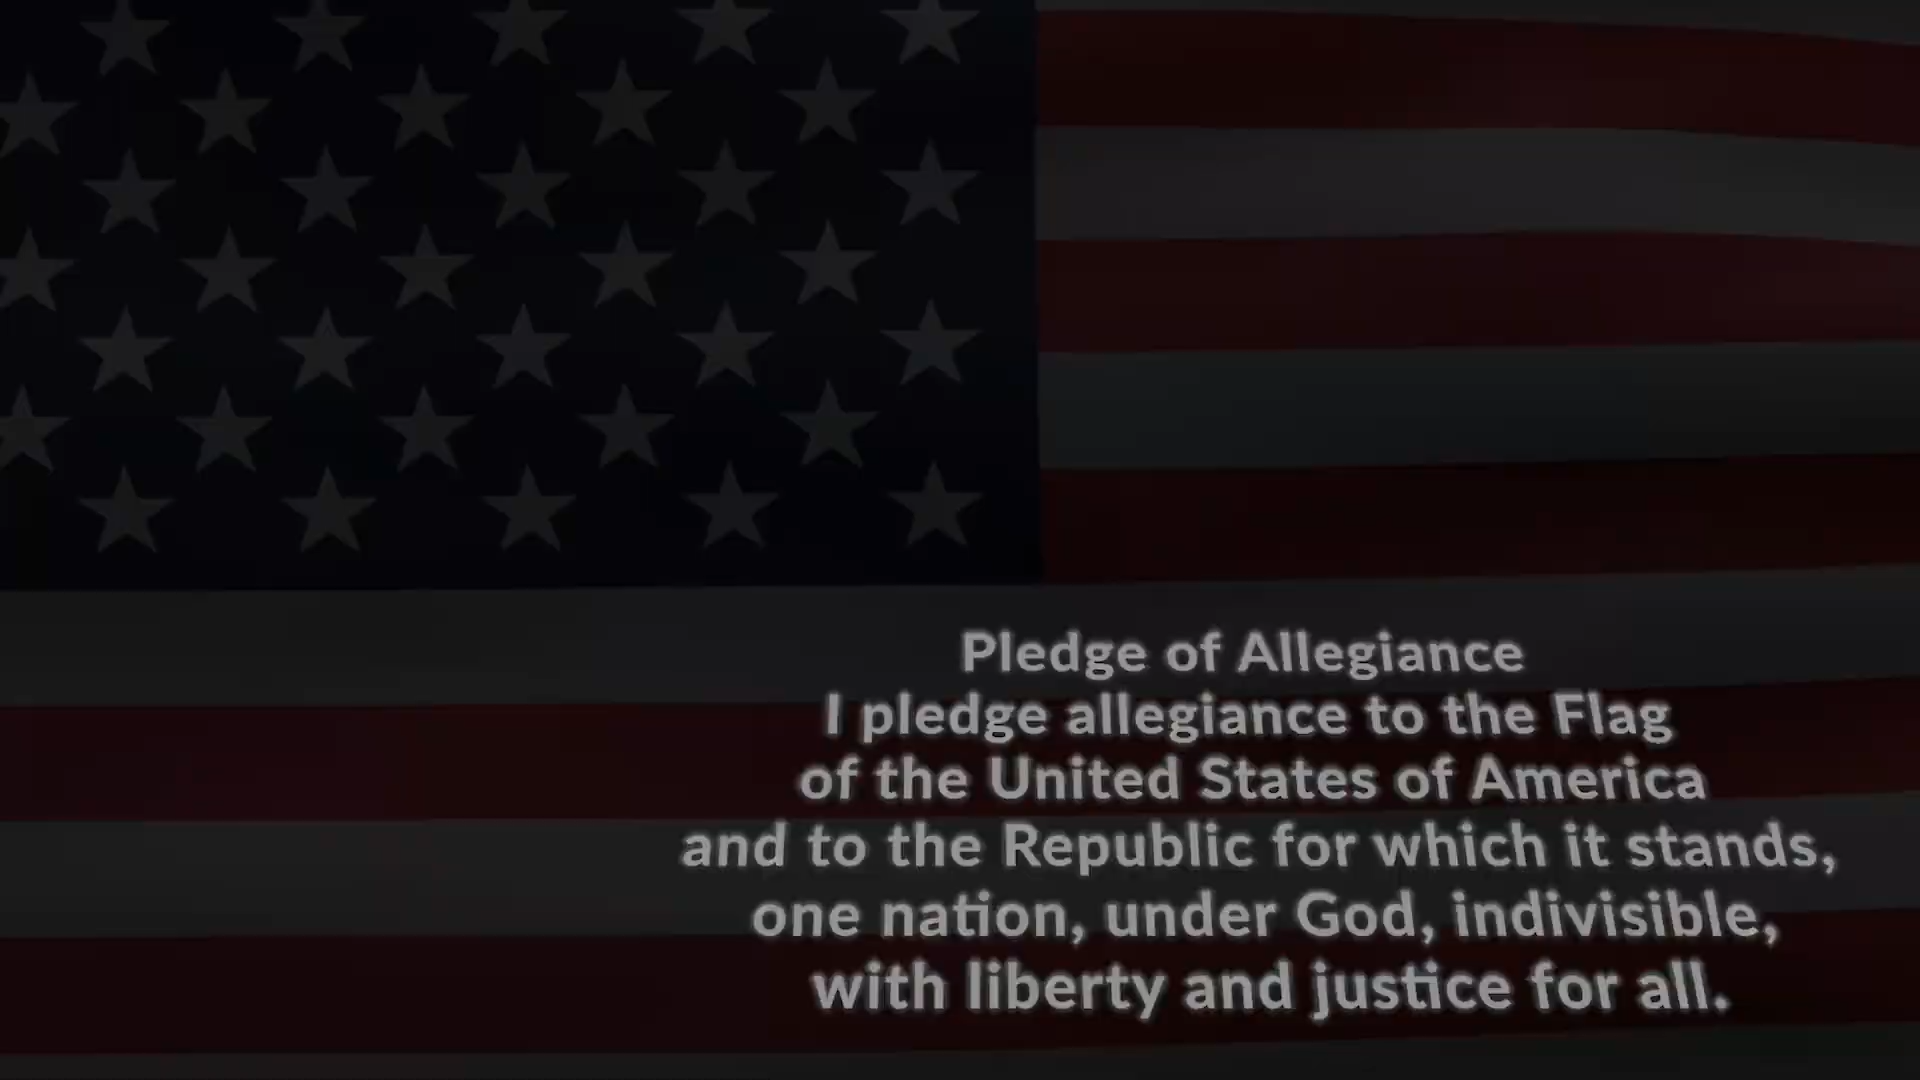 Pledge of Allegiance
I pledge allegiance to the Flag
of the United States of America
and to the Republic for which it stands,
one nation, under God, indivisible,
with liberty and justice for all.